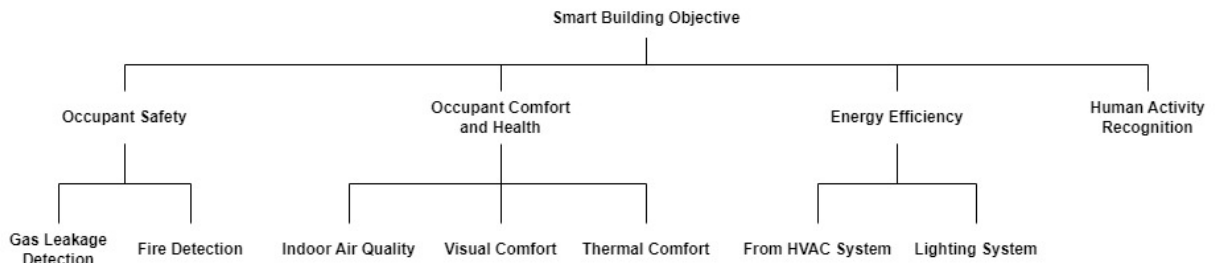 Smart Building Objective
Occupant Safety
Occupant Comfort
and Health
Energy Efficiency
Human Activity
Recognition
Gas Leakage
Detection
Fire Detection
Indoor Air Quality
Visual Comfort
Thermal Comfort
From HVAC System
Lighting System